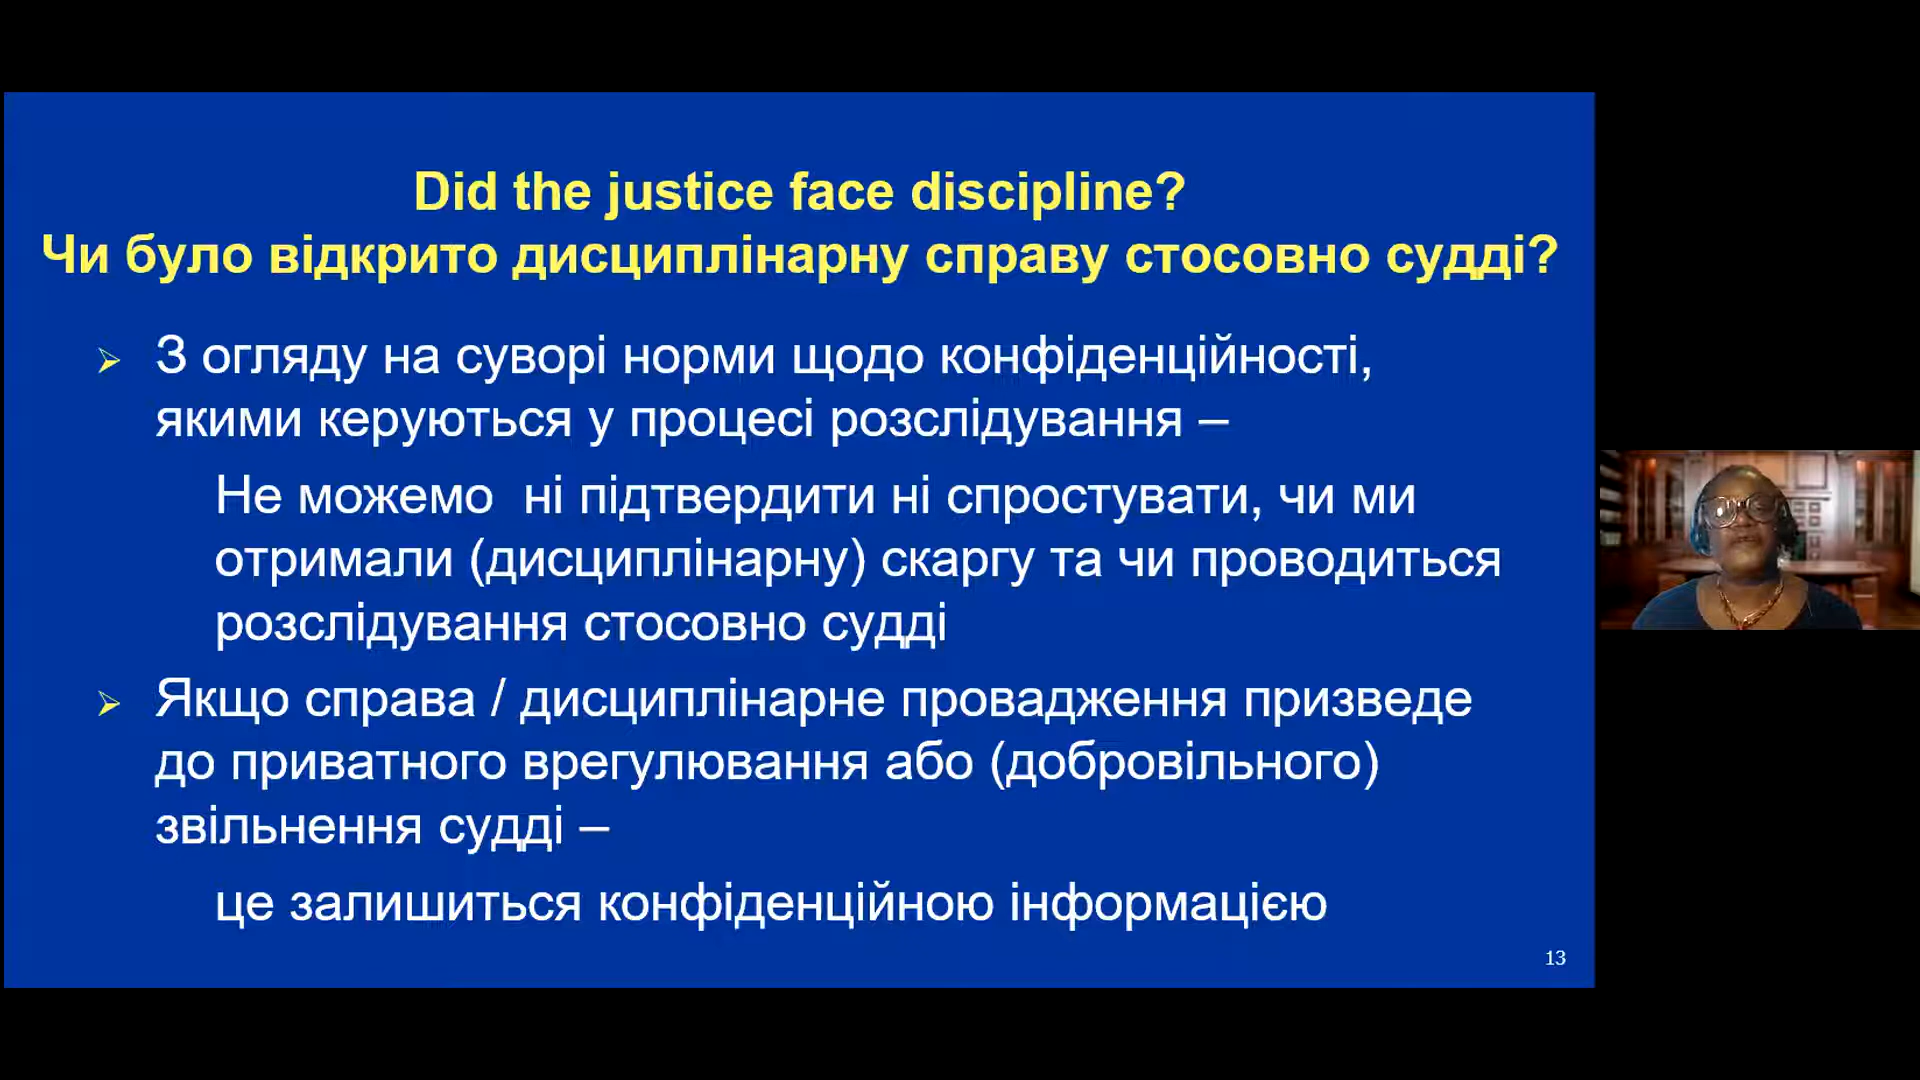 Did the justice face discipline?
Чи було відкрито дисциплінарну справу стосовно судді?
З огляду на суворі норми щодо конфіденційності,
якими керуються у процесі розслідування –
Не можемо ні підтвердити ні спростувати, чи ми
отримали (дисциплінарну) скаргу та чи проводиться
розслідування стосовно судді
Якщо справа / дисциплінарне провадження призведе
до приватного врегулювання або (добровільного)
звільнення судді –
це залишиться конфіденційною інформацією
13